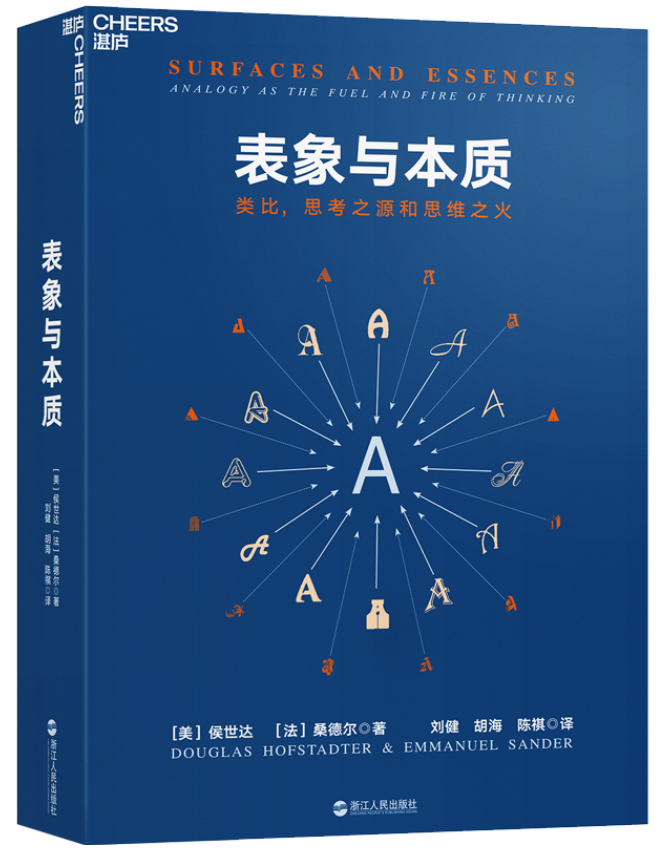 湛庐 CHEERS
表象与本质
[美]侯世达 [法]桑德尔◎著
刘健 胡海 陈祺◎译
浙江人民出版社
CHEERS
湛庐
SURFACES AND ESSENCES
ANALOGY AS THE FUEL AND FIRE OF THINKING
表象与本质
类比，思考之源和思维之火
A
[美]侯世达 [法]桑德尔◎著 刘健 胡海 陈祺◎译
DOUGLAS HOFSTADTER & EMMANUEL SANDER
浙江人民出版社